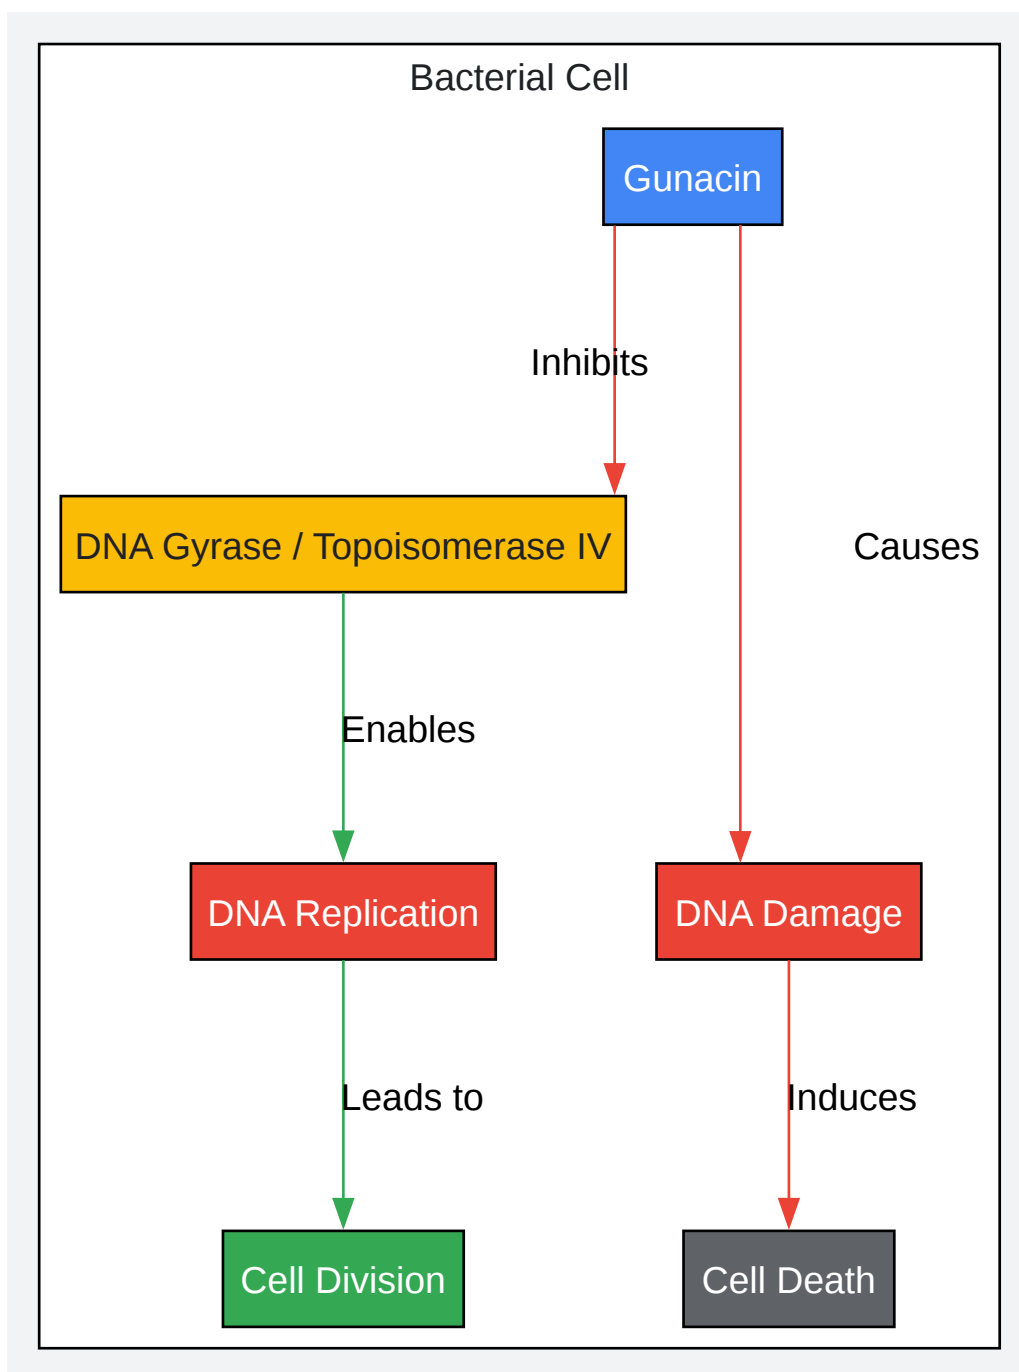 Bacterial Cell
Gunacin
Inhibits
DNA Gyrase / Topoisomerase IV
Causes
Enables
DNA Replication
DNA Damage
Leads to
Induces
Cell Division
Cell Death